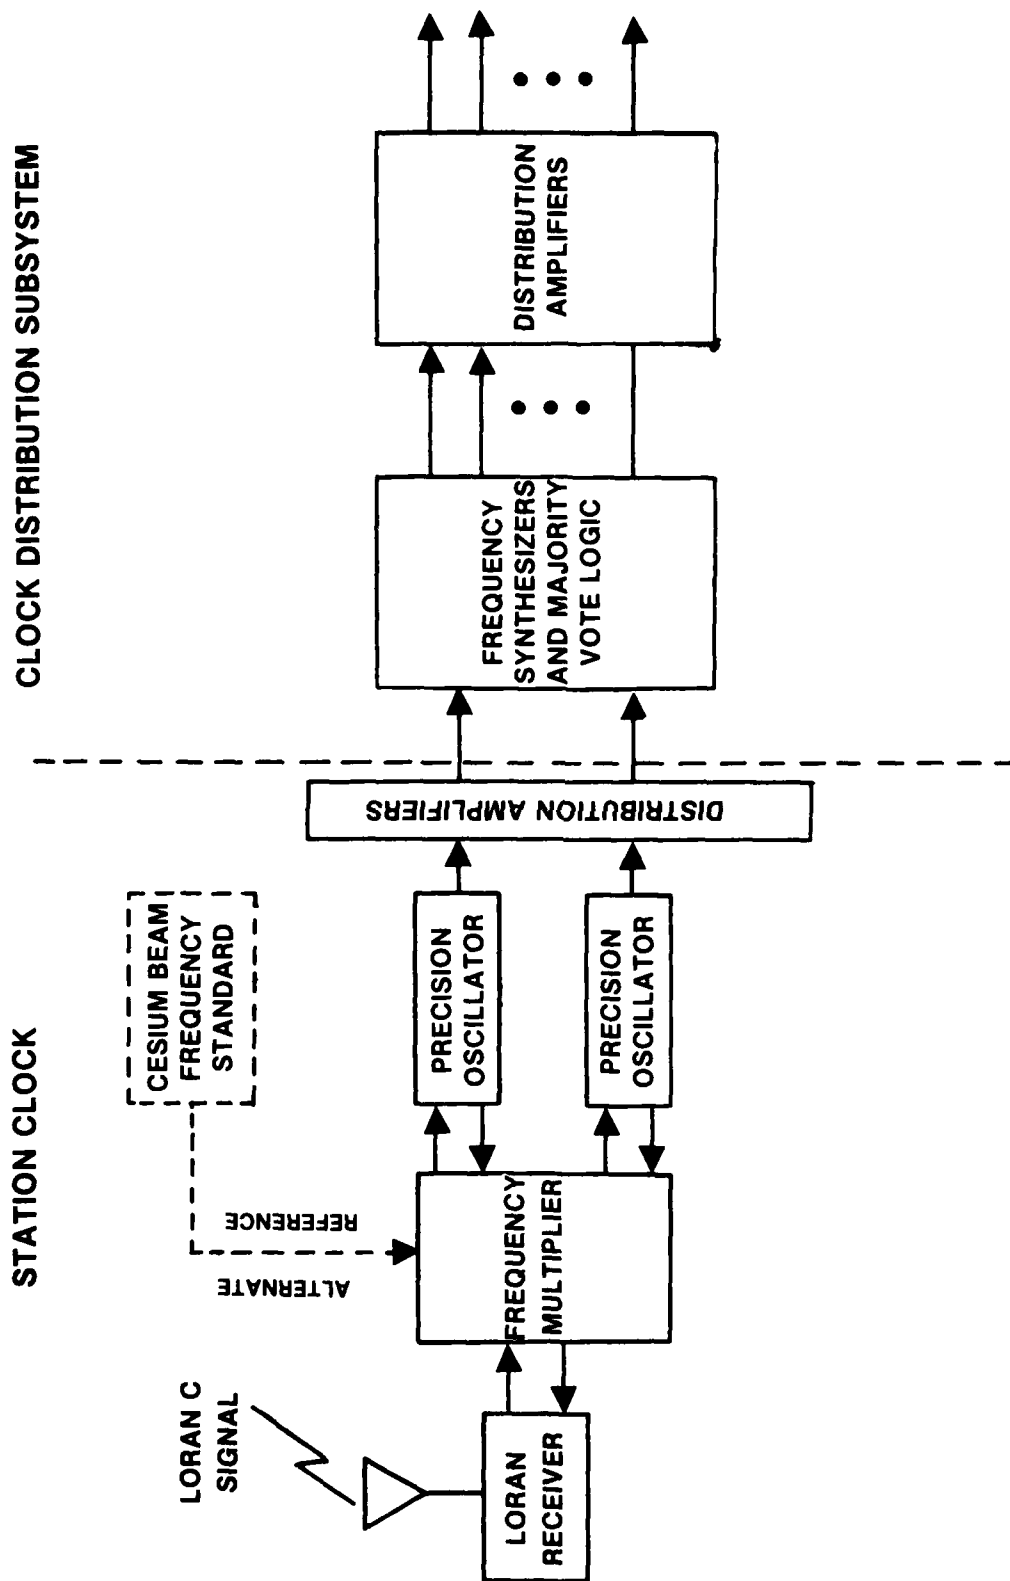 STATION CLOCK
CLOCK DISTRIBUTION SUBSYSTEM
LORAN C
SIGNAL
LORAN
RECEIVER
ALTERNATE
REFERENCE
CESIUM BEAM
FREQUENCY
STANDARD
FREQUENCY
MULTIPLIER
PRECISION
OSCILLATOR
PRECISION
OSCILLATOR
DISTRIBUTION AMPLIFIERS
FREQUENCY
SYNTHESIZERS
AND MAJORITY
VOTE LOGIC
DISTRIBUTION
AMPLIFIERS